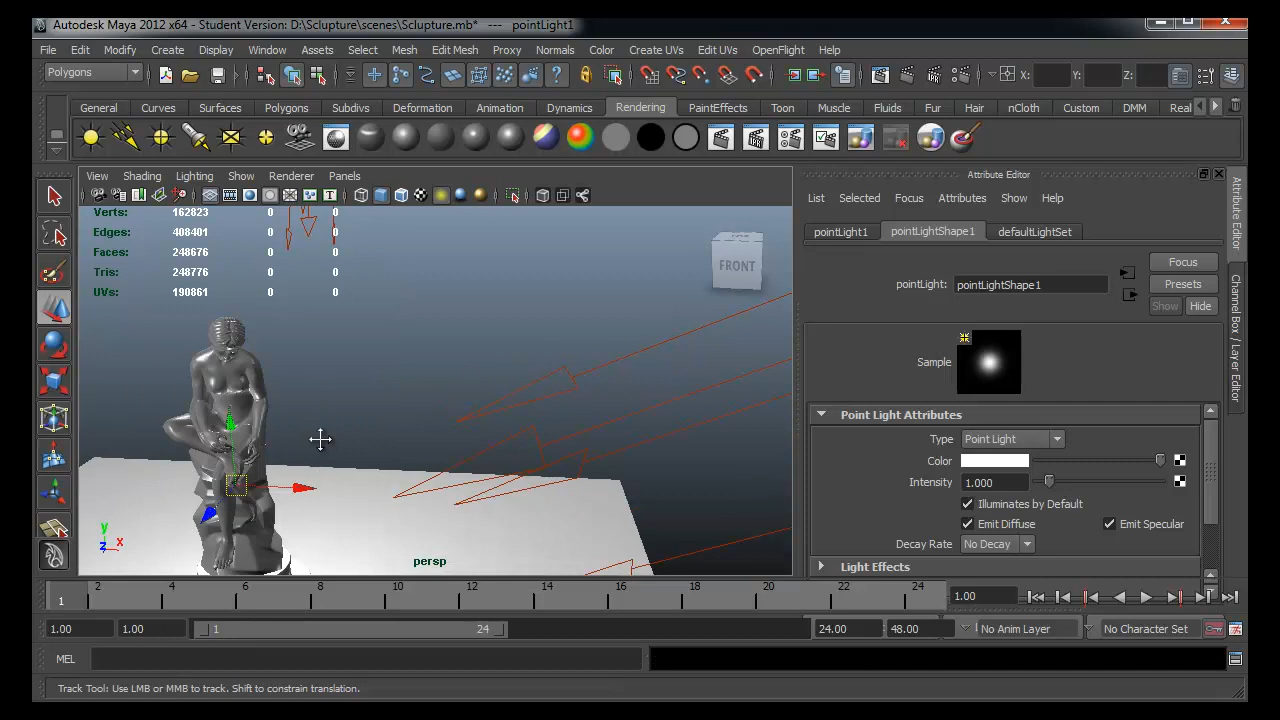 Autodesk Maya 2012 x64 - Student Version: D:\Sclupture\scenes\Sclupture.mb* --- pointLight1
File Edit Modify Create Display Window Assets Select Mesh Edit Mesh Proxy Normals Color Create UVs Edit UVs OpenFlight Help
Polygons X: Y: Z:
General Curves Surfaces Polygons Subdivs Deformation Animation Dynamics Rendering PaintEffects Toon Muscle Fluids Fur Hair nCloth Custom DMM Real
View Shading Lighting Show Renderer Panels
Verts: 162823 0 0
Edges: 408401 0 0
Faces: 248676 0 0
Tris: 248776 0 0
UVs: 190861 0 0
FRONT
y
z x
persp
Attribute Editor
List Selected Focus Attributes Show Help
pointLight1 pointLightShape1 defaultLightSet
Focus
pointLight: pointLightShape1 Presets
Show Hide
Sample
Point Light Attributes
Type Point Light
Color
Intensity 1.000
Illuminates by Default
Emit Diffuse Emit Specular
Decay Rate No Decay
Light Effects
Attribute Editor
Channel Box / Layer Editor
1 2 4 6 8 10 12 14 16 18 20 22 24 1.00
1.00 1.00 1 24 24.00 48.00 No Anim Layer No Character Set
MEL
Track Tool: Use LMB or MMB to track. Shift to constrain translation.